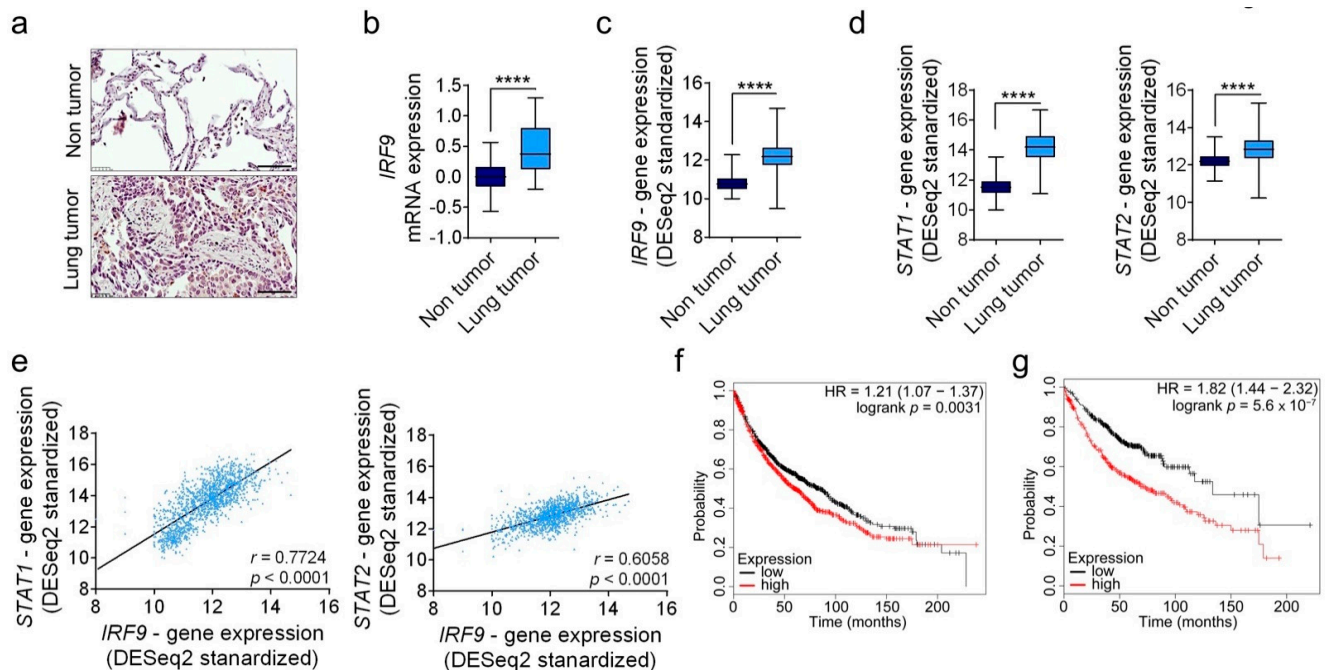 a
Non tumor
Lung tumor
b
IRF9
mRNA expression
****
1.5
1.0
0.5
0.0
-0.5
-1.0
Non tumor
Lung tumor
c
IRF9 - gene expression
(DESeq2 stanardized)
****
16
14
12
10
8
Non tumor
Lung tumor
d
STAT1 - gene expression
(DESeq2 stanardized)
****
18
16
14
12
10
8
Non tumor
Lung tumor
STAT2 - gene expression
(DESeq2 stanardized)
****
16
14
12
10
8
Non tumor
Lung tumor
e
STAT1 - gene expression
(DESeq2 stanardized)
18
16
14
12
10
8
r = 0.7724
p < 0.0001
8 10 12 14 16
IRF9 - gene expression
(DESeq2 stanardized)
STAT2 - gene expression
(DESeq2 stanardized)
18
16
14
12
10
8
r = 0.6058
p < 0.0001
8 10 12 14 16
IRF9 - gene expression
(DESeq2 stanardized)
f
HR = 1.21 (1.07 − 1.37)
logrank p = 0.0031
Probability
1.0
0.8
0.6
0.4
0.2
0.0
Expression
low
high
0 50 100 150 200
Time (months)
g
HR = 1.82 (1.44 − 2.32)
logrank p = 5.6 x 10⁻⁷
Probability
1.0
0.8
0.6
0.4
0.2
0.0
Expression
low
high
0 50 100 150 200
Time (months)